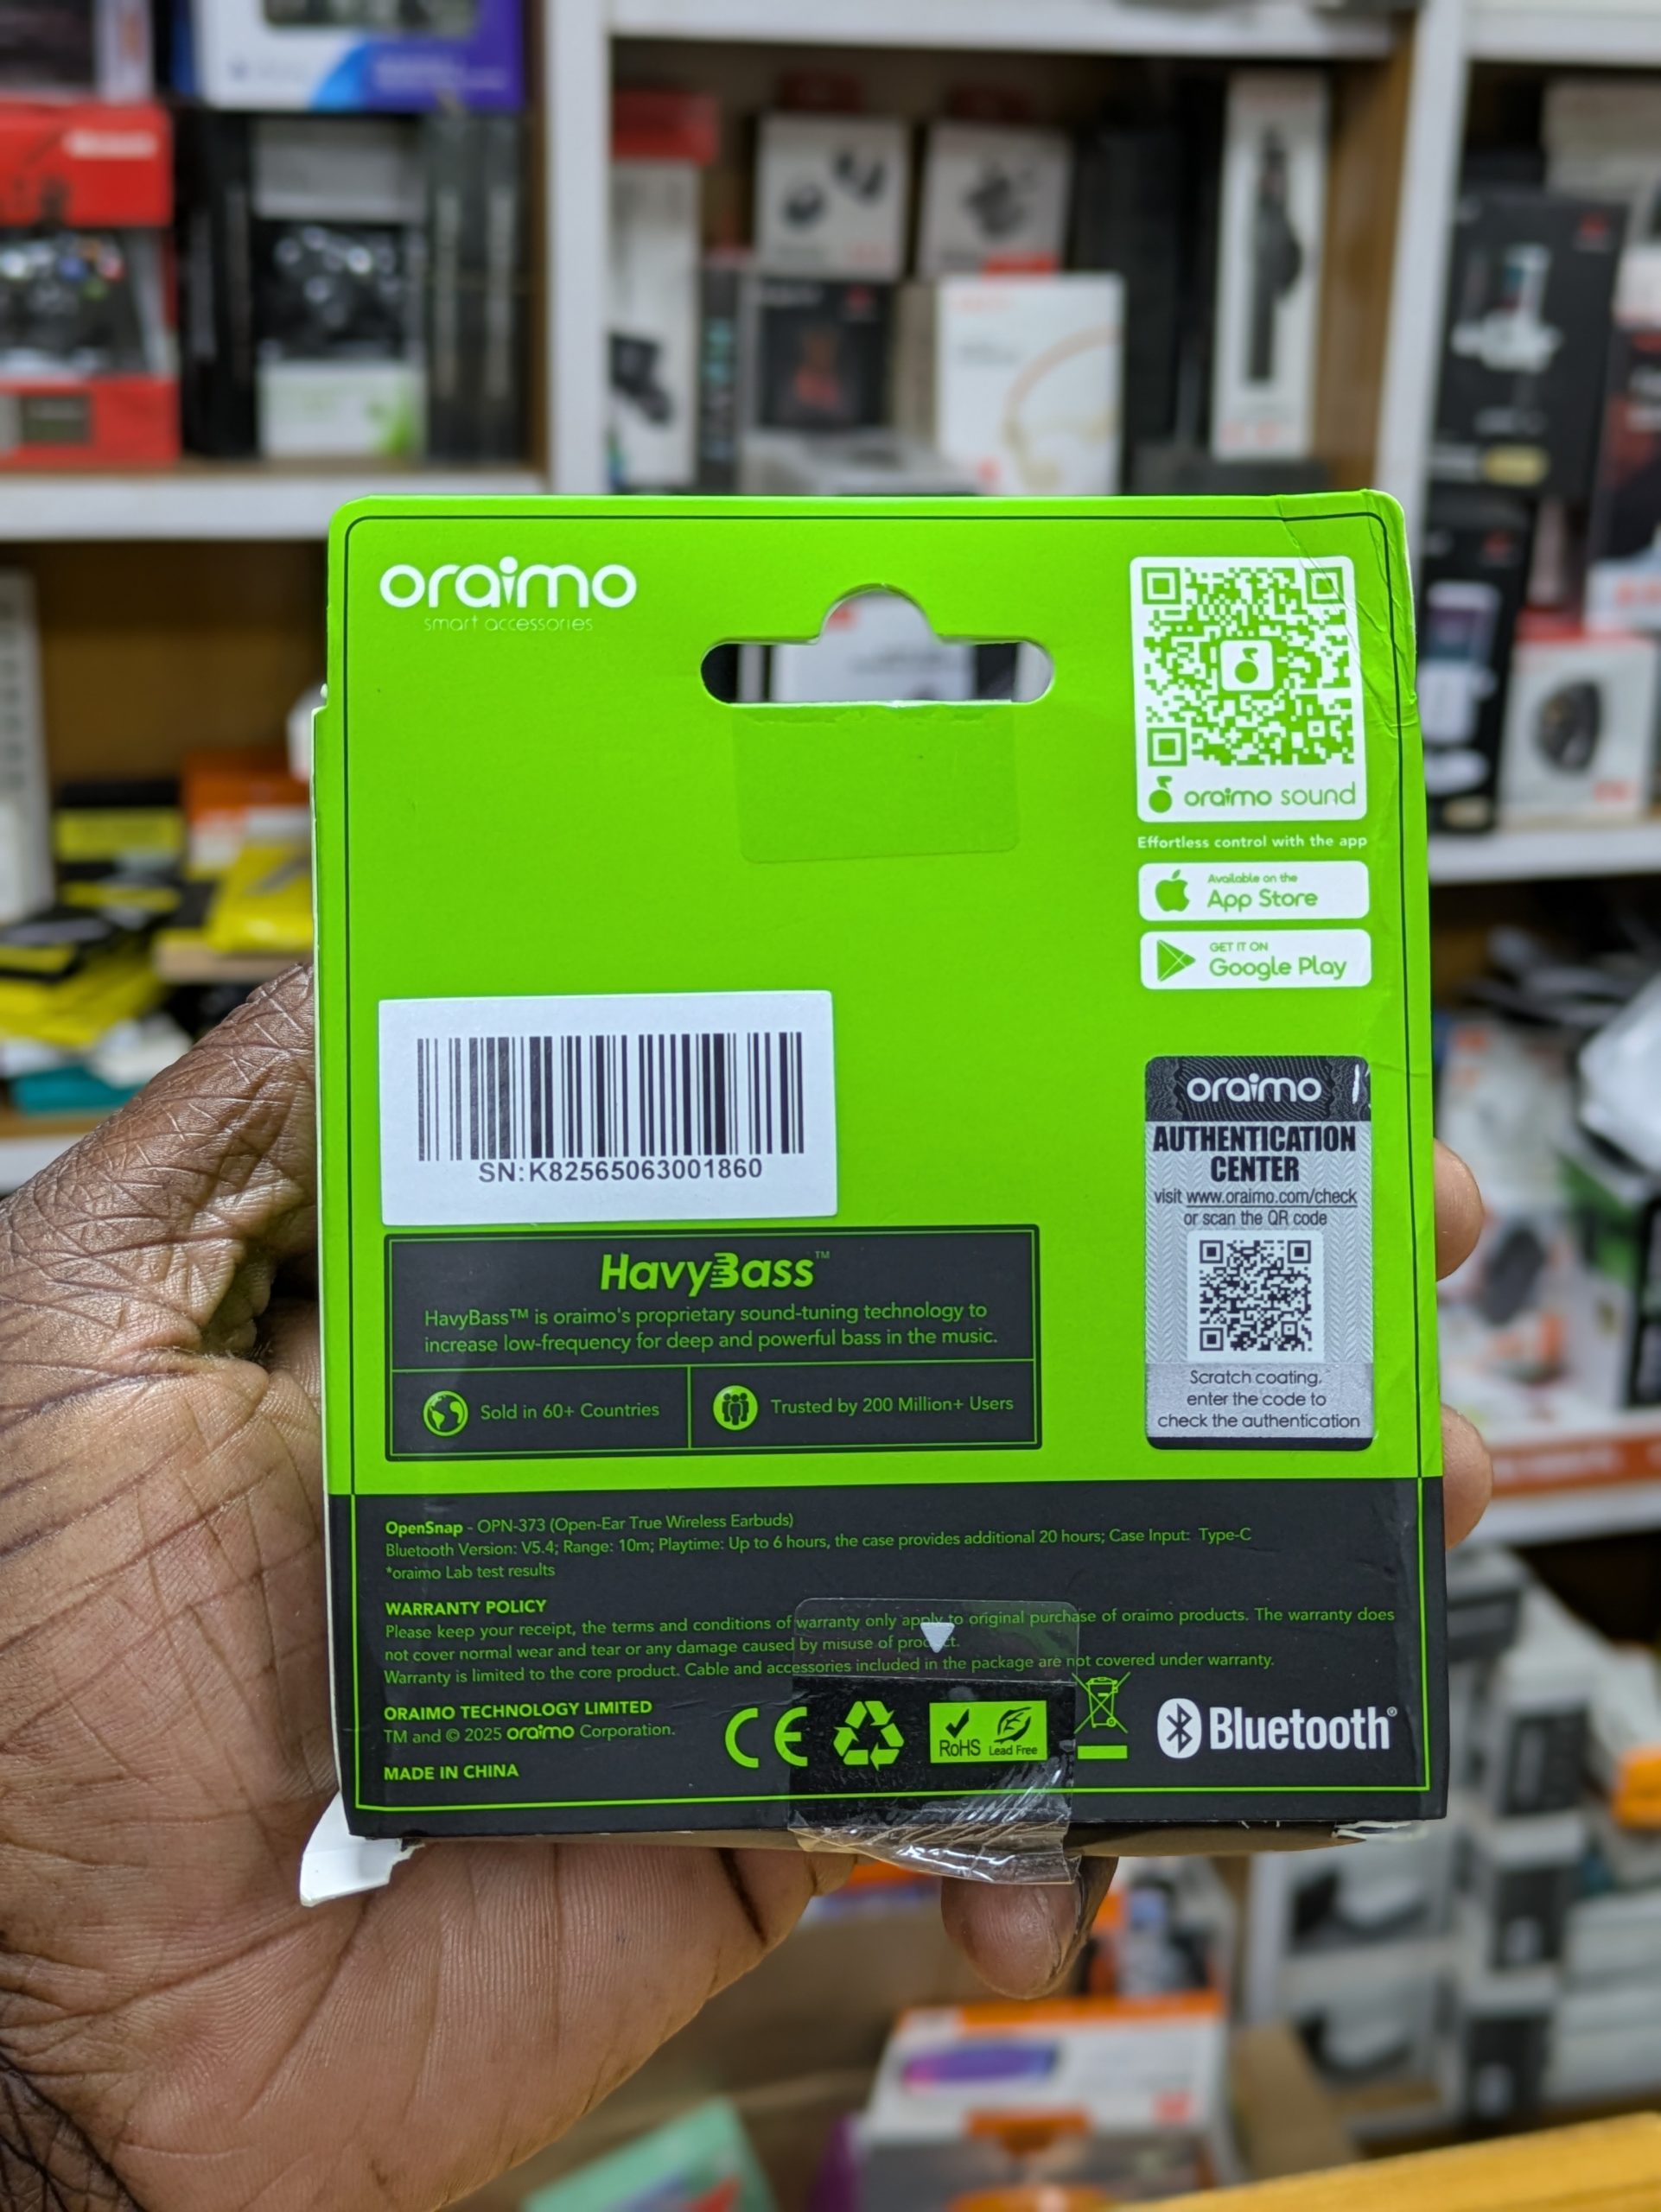 oraimo
smart accessories
oraimo sound
Effortless control with the app
Available on the
App Store
GET IT ON
Google Play
SN:K82565063001860
oraimo
AUTHENTICATION
CENTER
visit www.oraimo.com/check
or scan the QR code
Scratch coating,
enter the code to
check the authentication
HavyBass™
HavyBass™ is oraimo's proprietary sound-tuning technology to
increase low-frequency for deep and powerful bass in the music.
Sold in 60+ Countries
Trusted by 200 Million+ Users
OpenSnap - OPN-373 (Open-Ear True Wireless Earbuds)
Bluetooth Version: V5.4; Range: 10m; Playtime: Up to 6 hours, the case provides additional 20 hours; Case Input: Type-C
*oraimo Lab test results
WARRANTY POLICY
Please keep your receipt, the terms and conditions of warranty only apply to original purchase of oraimo products. The warranty does
not cover normal wear and tear or any damage caused by misuse of product.
Warranty is limited to the core product. Cable and accessories included in the package are not covered under warranty.
ORAIMO TECHNOLOGY LIMITED
TM and © 2025 oraimo Corporation.
MADE IN CHINA
CE
RoHS
Lead Free
Bluetooth®